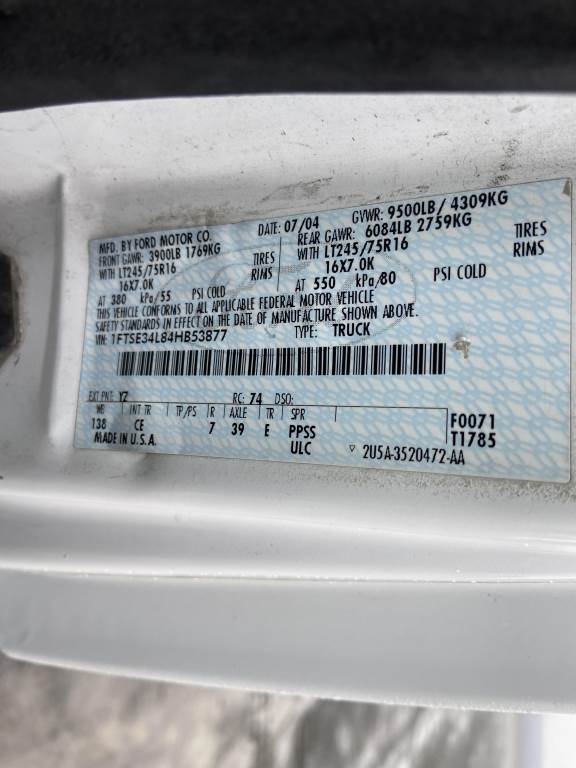 MFD. BY FORD MOTOR CO.
DATE: 07/04 GVWR: 9500LB / 4309KG
FRONT GAWR: 3900LB 1769KG REAR GAWR: 6084LB 2759KG
WITH LT245/75R16 TIRES WITH LT245/75R16 TIRES
16X7.0K RIMS 16X7.0K RIMS
AT 380 kPa/55 PSI COLD AT 550 kPa/80 PSI COLD
THIS VEHICLE CONFORMS TO ALL APPLICABLE FEDERAL MOTOR VEHICLE
SAFETY STANDARDS IN EFFECT ON THE DATE OF MANUFACTURE SHOWN ABOVE.
VIN: 1FTSE34L84HB53877 TYPE: TRUCK
EXT PNT: YZ RC: 74 DSO:
WB INT TR TP/PS R AXLE TR SPR F0071
138 CE 7 39 E PPSS T1785
MADE IN U.S.A. ULC ▽ 2U5A-3520472-AA